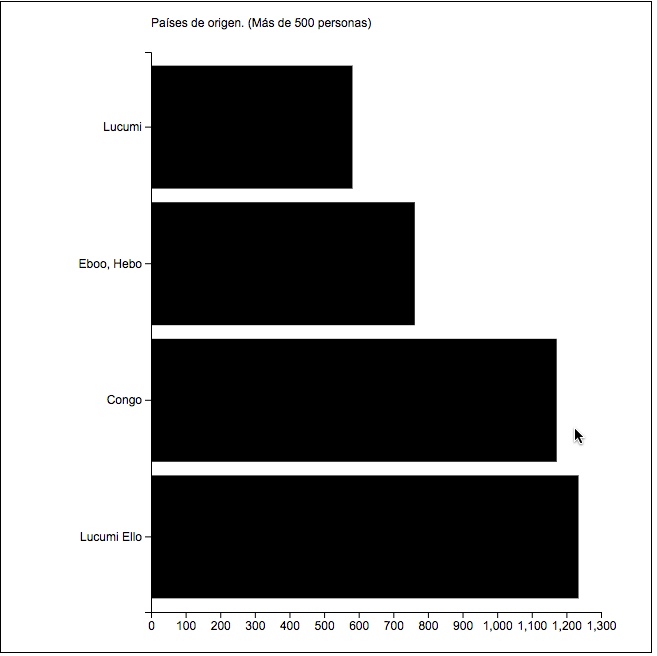 Países de origen. (Más de 500 personas)
Lucumi
Eboo, Hebo
Congo
Lucumi Ello
0 100 200 300 400 500 600 700 800 900 1,000 1,100 1,200 1,300